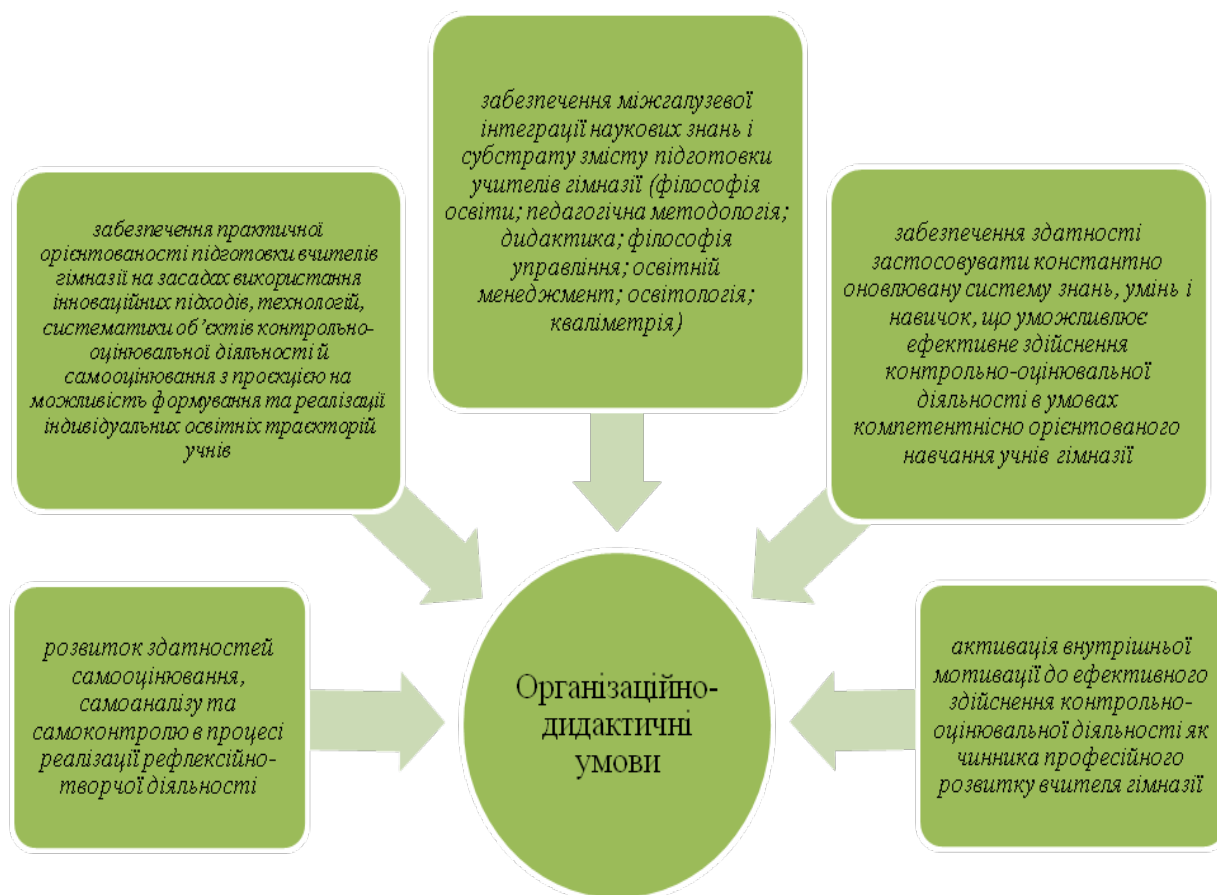 забезпечення міжгалузевої
інтеграції наукових знань і
субстрату змісту підготовки
учителів гімназії (філософія
освіти; педагогічна методологія;
дидактика; філософія
управління; освітній
менеджмент; освітологія;
кваліметрія)
забезпечення практичної
орієнтованості підготовки вчителів
гімназії на засадах використання
інноваційних підходів, технологій,
систематики об’єктів контрольно-
оцінювальної діяльності й
самооцінювання з проєкцією на
можливість формування та реалізації
індивідуальних освітніх траєкторій
учнів
забезпечення здатності
застосовувати константно
оновлювану систему знань, умінь і
навичок, що уможливлює
ефективне здійснення
контрольно-оцінювальної
діяльності в умовах
компетентнісно орієнтованого
навчання учнів гімназії
розвиток здатностей
самооцінювання,
самоаналізу та
самоконтролю в процесі
реалізації рефлексійно-
творчої діяльності
Організаційно-
дидактичні
умови
активація внутрішньої
мотивації до ефективного
здійснення контрольно-
оцінювальної діяльності як
чинника професійного
розвитку вчителя гімназії